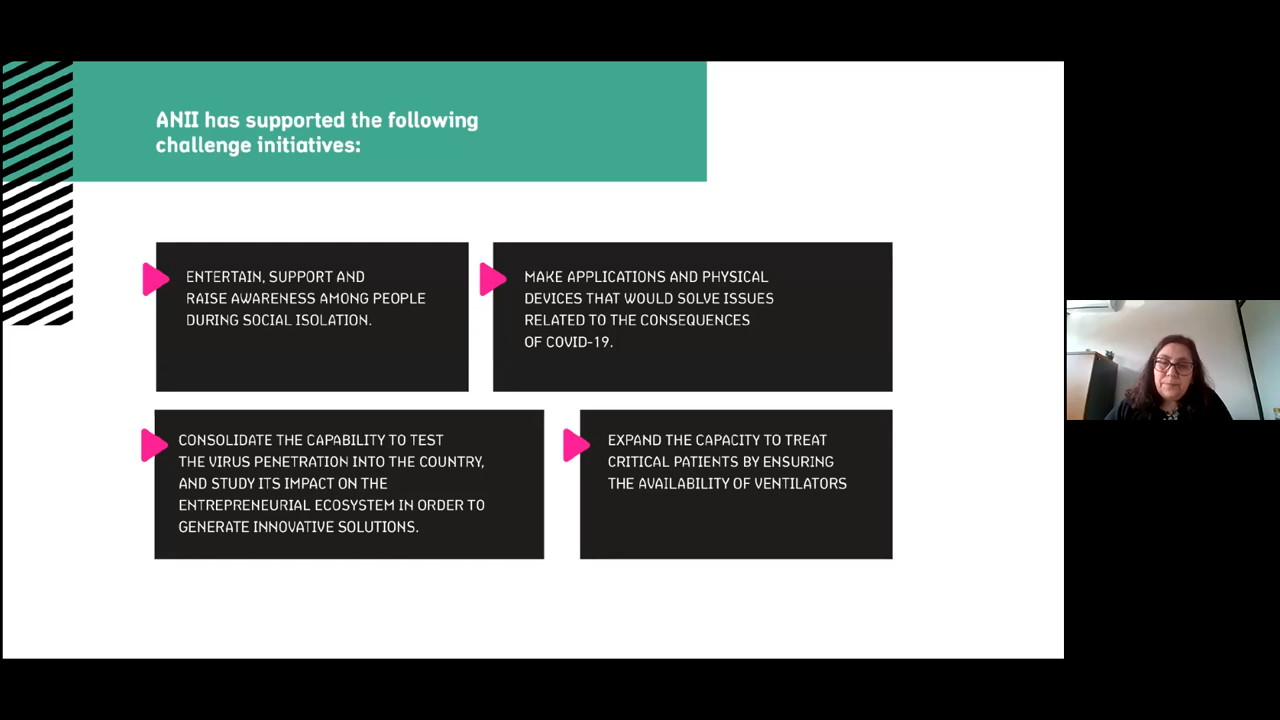 ANII has supported the following
challenge initiatives:
ENTERTAIN, SUPPORT AND
RAISE AWARENESS AMONG PEOPLE
DURING SOCIAL ISOLATION.
MAKE APPLICATIONS AND PHYSICAL
DEVICES THAT WOULD SOLVE ISSUES
RELATED TO THE CONSEQUENCES
OF COVID-19.
CONSOLIDATE THE CAPABILITY TO TEST
THE VIRUS PENETRATION INTO THE COUNTRY,
AND STUDY ITS IMPACT ON THE
ENTREPRENEURIAL ECOSYSTEM IN ORDER TO
GENERATE INNOVATIVE SOLUTIONS.
EXPAND THE CAPACITY TO TREAT
CRITICAL PATIENTS BY ENSURING
THE AVAILABILITY OF VENTILATORS